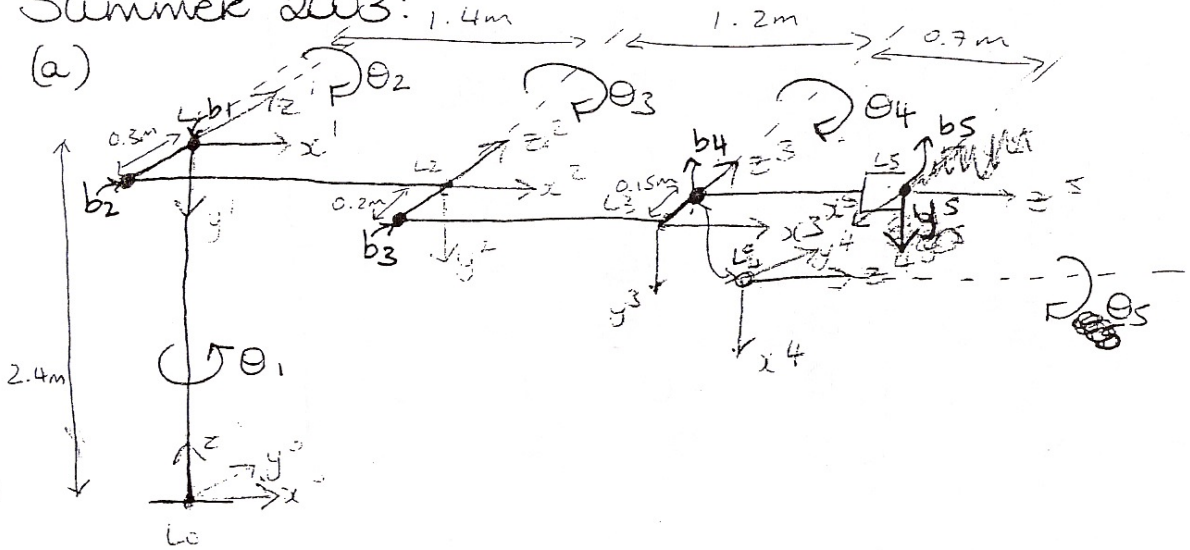 Summer 2003:
(a)
1.4m
1.2m
0.7m
θ2
θ3
θ4
b1
z
x1
0.3m
b2
y1
L2
z2
x2
0.2m
b3
y2
b4
z3
0.15m
L3
x3
y3
L5
b5
z5
x5
y5
L4
y4
z
x4
θ5
θ1
2.4m
z
y0
x0
L0